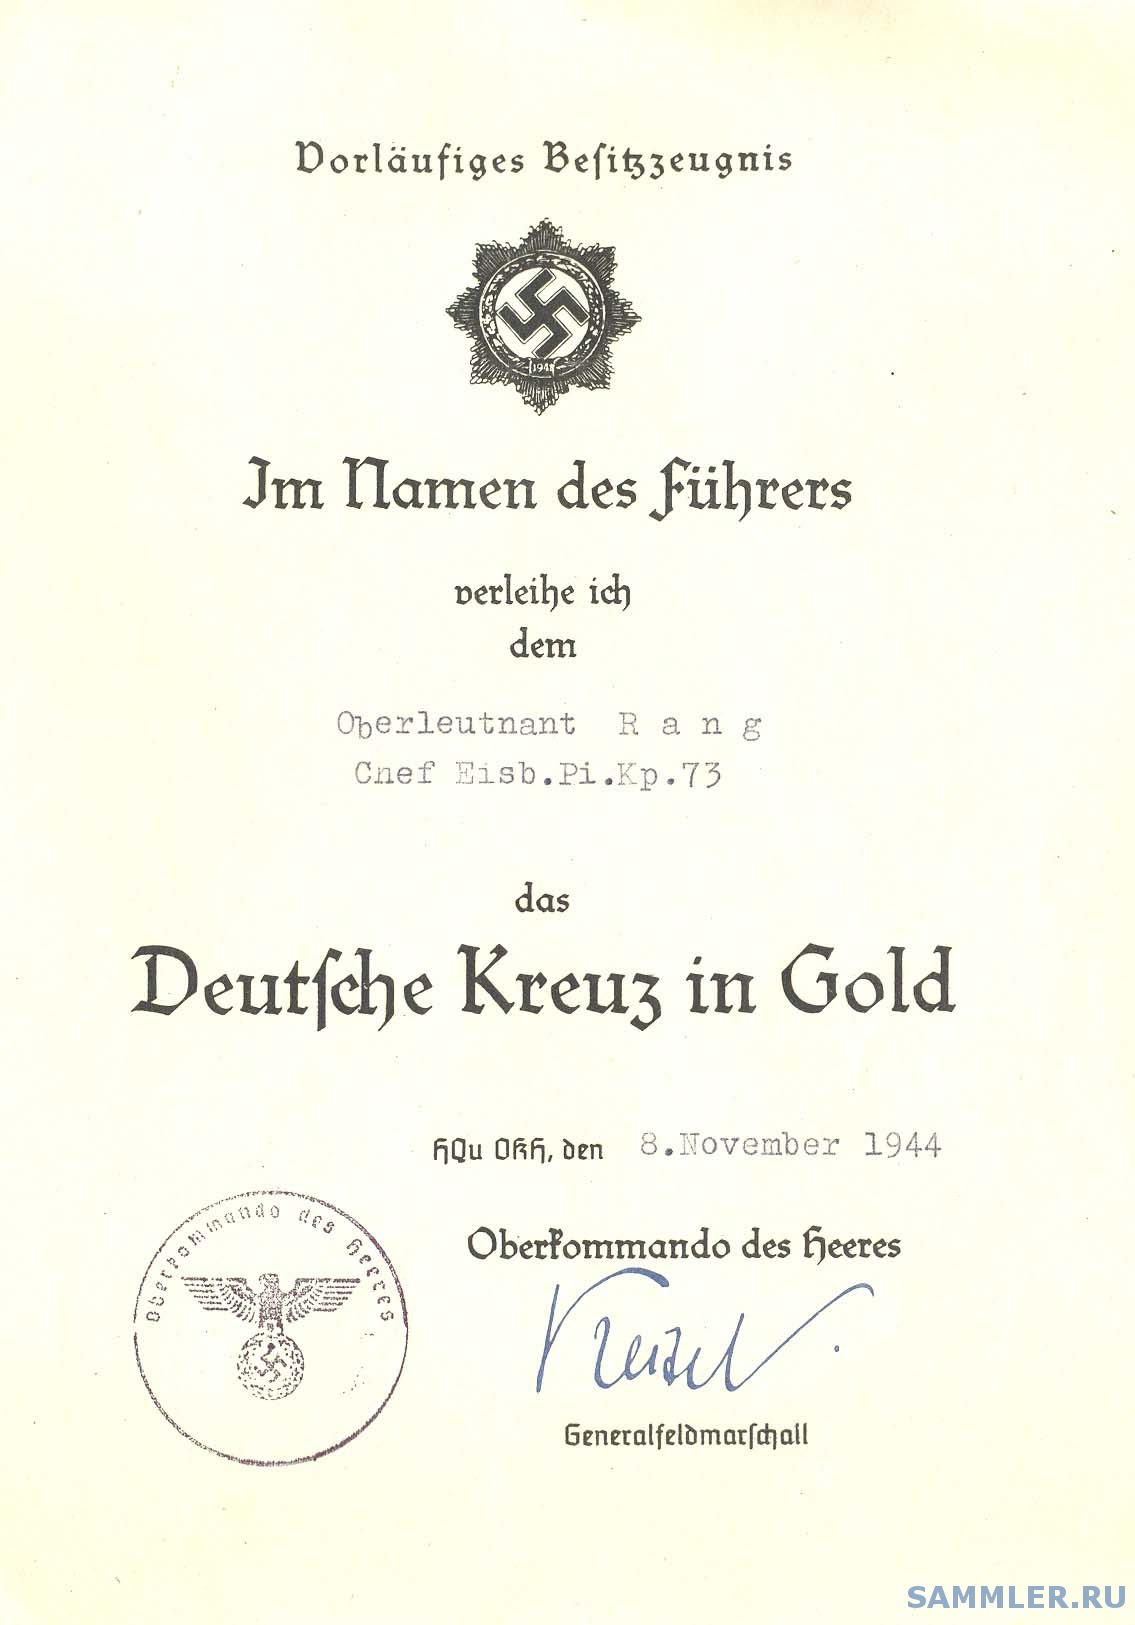 Vorläufiges Besitzzeugnis
1941
Im Namen des Führers
verleihe ich
dem
Oberleutnant R a n g
Chef Eisb.Pi.Kp.73
das
Deutsche Kreuz in Gold
HQu OKH, den 8.November 1944
Oberkommando des Heeres
Oberkommando des Heeres
Keitel
Generalfeldmarschall
SAMMLER.RU